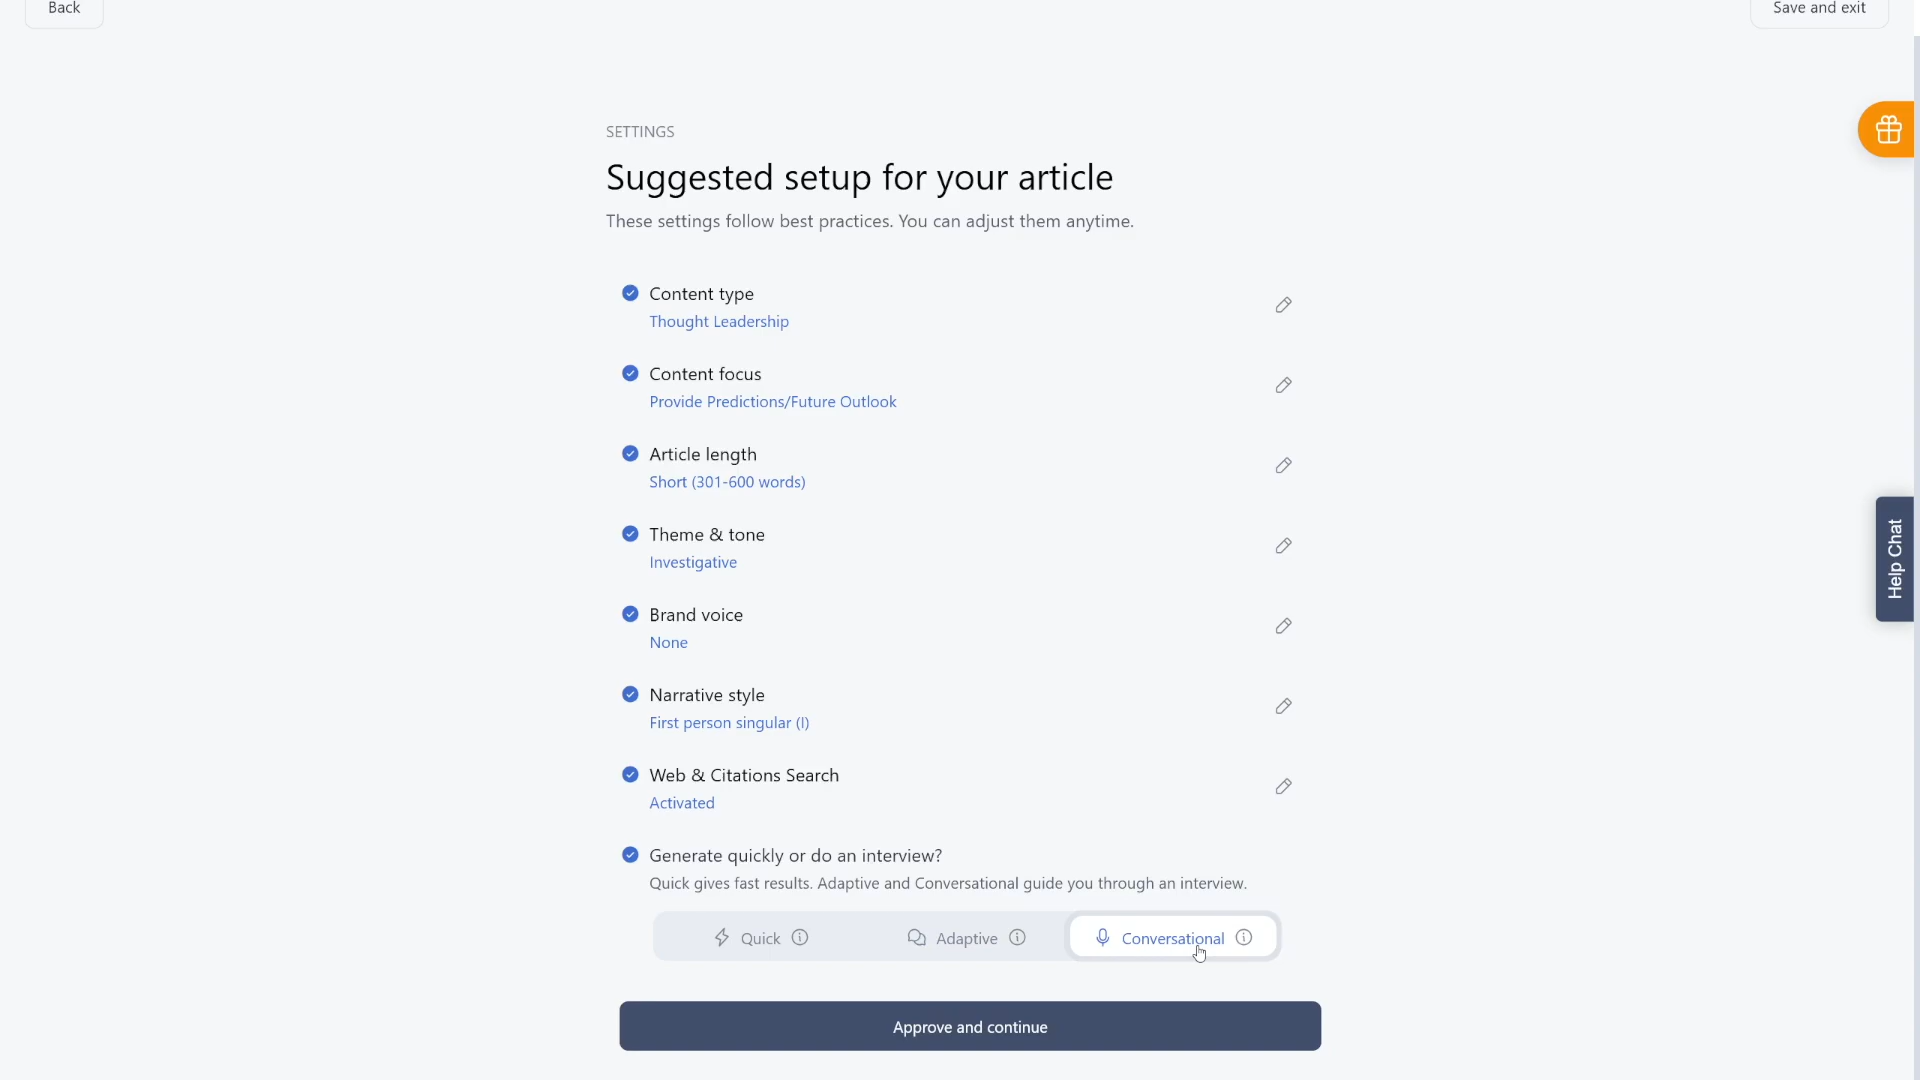 Back
Save and exit
SETTINGS
Suggested setup for your article
These settings follow best practices. You can adjust them anytime.
Content type
Thought Leadership
Content focus
Provide Predictions/Future Outlook
Article length
Short (301-600 words)
Theme & tone
Investigative
Brand voice
None
Narrative style
First person singular (I)
Web & Citations Search
Activated
Generate quickly or do an interview?
Quick gives fast results. Adaptive and Conversational guide you through an interview.
Quick
Adaptive
Conversational
Approve and continue
Help Chat